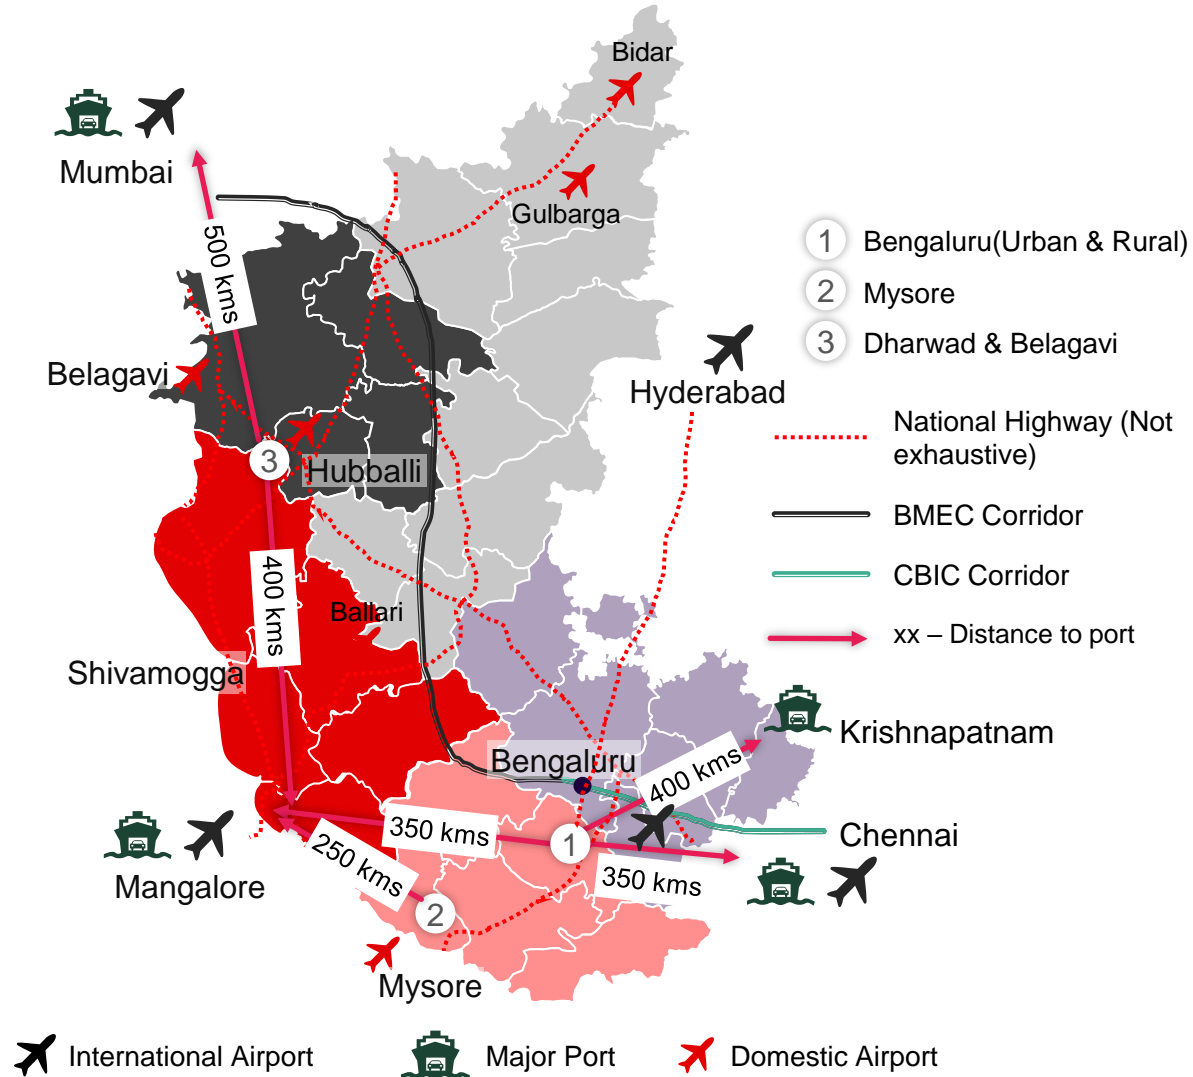 Bidar
Mumbai
Gulbarga
500 kms
1 Bengaluru(Urban & Rural)
2 Mysore
3 Dharwad & Belagavi
Belagavi
Hyderabad
National Highway (Not
exhaustive)
3
Hubballi
BMEC Corridor
400 kms
CBIC Corridor
Ballari
xx – Distance to port
Shivamogga
Krishnapatnam
Bengaluru
400 kms
350 kms
1
Chennai
250 kms
350 kms
Mangalore
2
Mysore
International Airport
Major Port
Domestic Airport